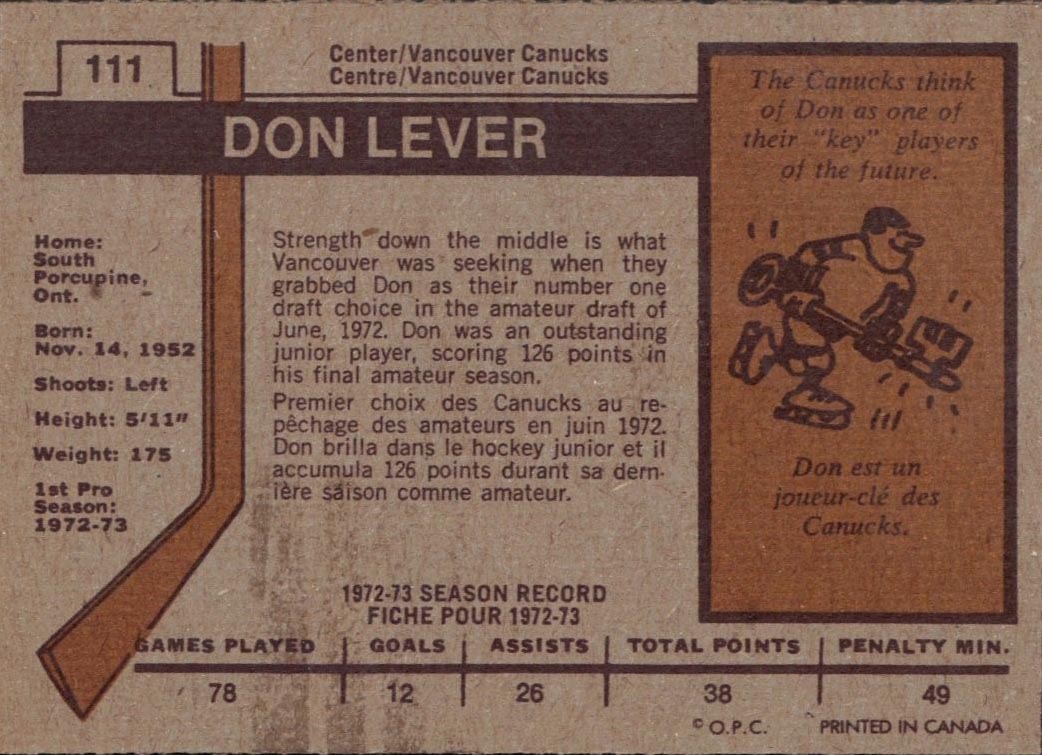 111
Center/Vancouver Canucks
Centre/Vancouver Canucks
DON LEVER
Home:
South
Porcupine,
Ont.
Born:
Nov. 14, 1952
Shoots: Left
Height: 5'11"
Weight: 175
1st Pro
Season:
1972-73
Strength down the middle is what
Vancouver was seeking when they
grabbed Don as their number one
draft choice in the amateur draft of
June, 1972. Don was an outstanding
junior player, scoring 126 points in
his final amateur season.
Premier choix des Canucks au re-
pêchage des amateurs en juin 1972.
Don brilla dans le hockey junior et il
accumula 126 points durant sa dern-
ière saison comme amateur.
The Canucks think
of Don as one of
their "key" players
of the future.
Don est un
joueur-clé des
Canucks.
1972-73 SEASON RECORD
FICHE POUR 1972-73
GAMES PLAYED GOALS ASSISTS TOTAL POINTS PENALTY MIN.
78 12 26 38 49
© O.P.C. PRINTED IN CANADA